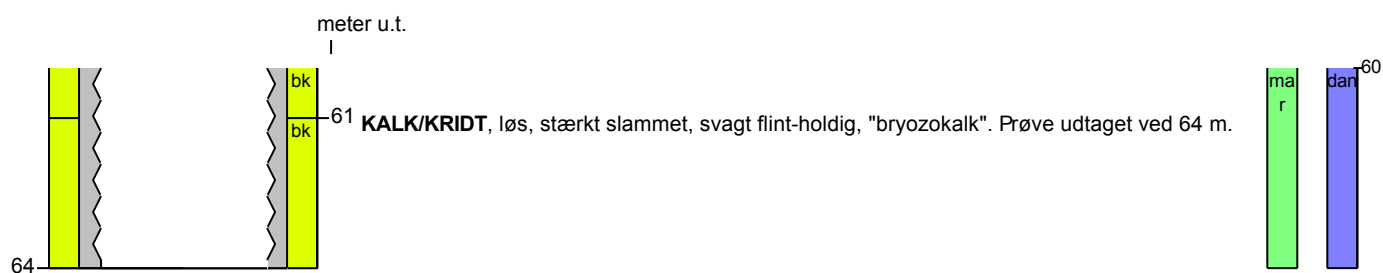 meter u.t.
60
bk
ma
r
dan
61 KALK/KRIDT, løs, stærkt slammet, svagt flint-holdig, "bryozokalk". Prøve udtaget ved 64 m.
bk
64